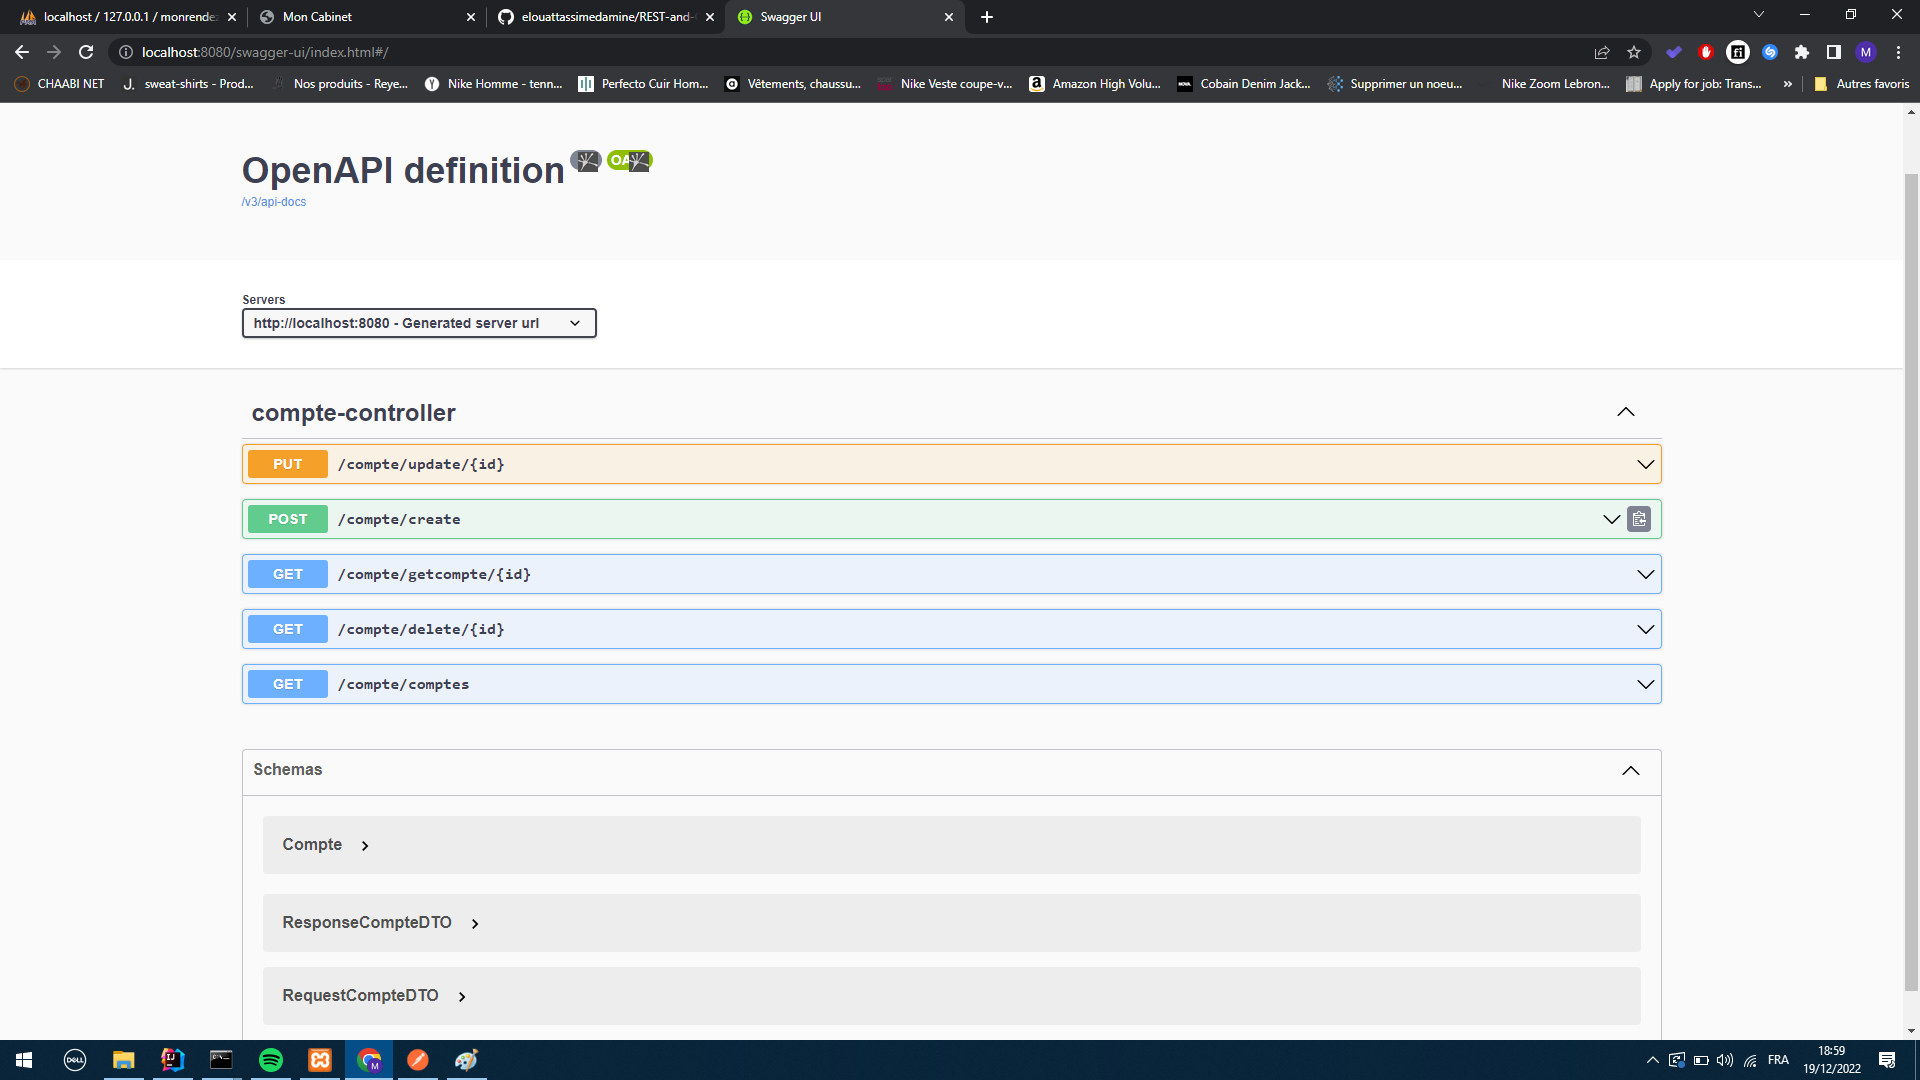 localhost / 127.0.0.1 / monrendez
Mon Cabinet
elouattassimedamine/REST-and-
Swagger UI
localhost:8080/swagger-ui/index.html#/
CHAABI NET
sweat-shirts - Prod...
Nos produits - Reye...
Nike Homme - tenn...
Perfecto Cuir Hom...
Vêtements, chaussu...
Nike Veste coupe-v...
Amazon High Volu...
Cobain Denim Jack...
Supprimer un noeu...
Nike Zoom Lebron...
Apply for job: Trans...
»
Autres favoris
OpenAPI definition
OA
/v3/api-docs
Servers
http://localhost:8080 - Generated server url
compte-controller
PUT /compte/update/{id}
POST /compte/create
GET /compte/getcompte/{id}
GET /compte/delete/{id}
GET /compte/comptes
Schemas
Compte
ResponseCompteDTO
RequestCompteDTO
FRA
18:59
19/12/2022